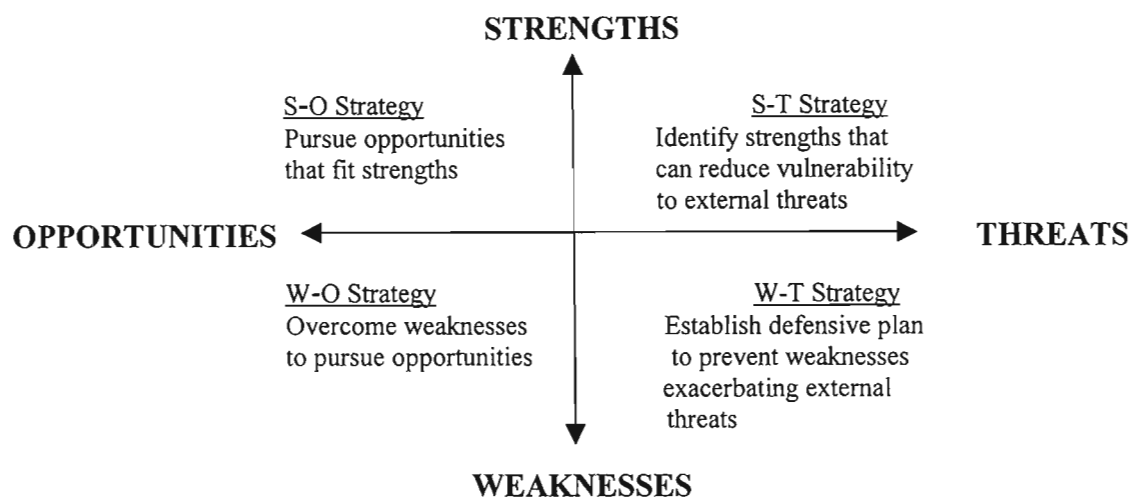 STRENGTHS
S-O Strategy
Pursue opportunities
that fit strengths
S-T Strategy
Identify strengths that
can reduce vulnerability
to external threats
OPPORTUNITIES
THREATS
W-O Strategy
Overcome weaknesses
to pursue opportunities
W-T Strategy
Establish defensive plan
to prevent weaknesses
exacerbating external
threats
WEAKNESSES